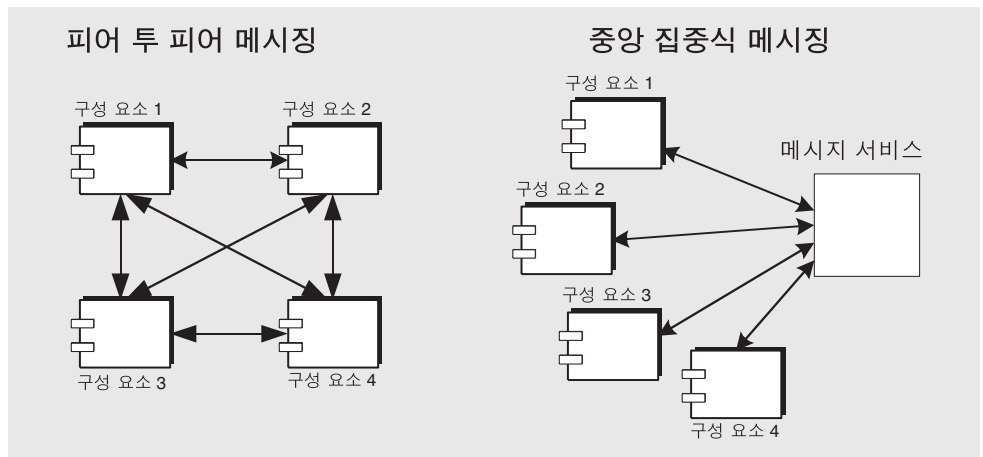 피어 투 피어 메시징
구성 요소 1
구성 요소 2
구성 요소 3
구성 요소 4
중앙 집중식 메시징
구성 요소 1
메시지 서비스
구성 요소 2
구성 요소 3
구성 요소 4